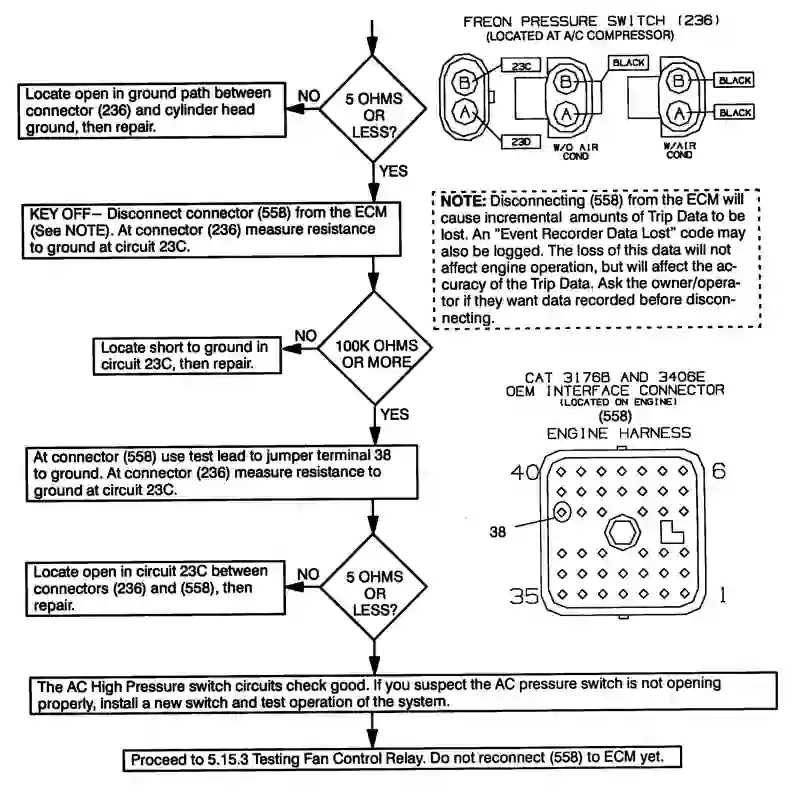 FREON PRESSURE SWITCH (236)
(LOCATED AT A/C COMPRESSOR)
B
A
23C
23D
B
A
BLACK
W/O AIR
COND
B
A
BLACK
BLACK
W/AIR
COND
5 OHMS
OR
LESS?
NO
Locate open in ground path between
connector (236) and cylinder head
ground, then repair.
YES
KEY OFF– Disconnect connector (558) from the ECM
(See NOTE). At connector (236) measure resistance
to ground at circuit 23C.
NOTE: Disconnecting (558) from the ECM will
cause incremental amounts of Trip Data to be
lost. An "Event Recorder Data Lost" code may
also be logged. The loss of this data will not
affect engine operation, but will affect the ac-
curacy of the Trip Data. Ask the owner/opera-
tor if they want data recorded before discon-
necting.
100K OHMS
OR MORE
NO
Locate short to ground in
circuit 23C, then repair.
YES
At connector (558) use test lead to jumper terminal 38
to ground. At connector (236) measure resistance to
ground at circuit 23C.
CAT 3176B AND 3406E
OEM INTERFACE CONNECTOR
(LOCATED ON ENGINE)
(558)
ENGINE HARNESS
40
6
38
35
1
5 OHMS
OR
LESS?
NO
Locate open in circuit 23C between
connectors (236) and (558), then
repair.
The AC High Pressure switch circuits check good. If you suspect the AC pressure switch is not opening
properly, install a new switch and test operation of the system.
Proceed to 5.15.3 Testing Fan Control Relay. Do not reconnect (558) to ECM yet.